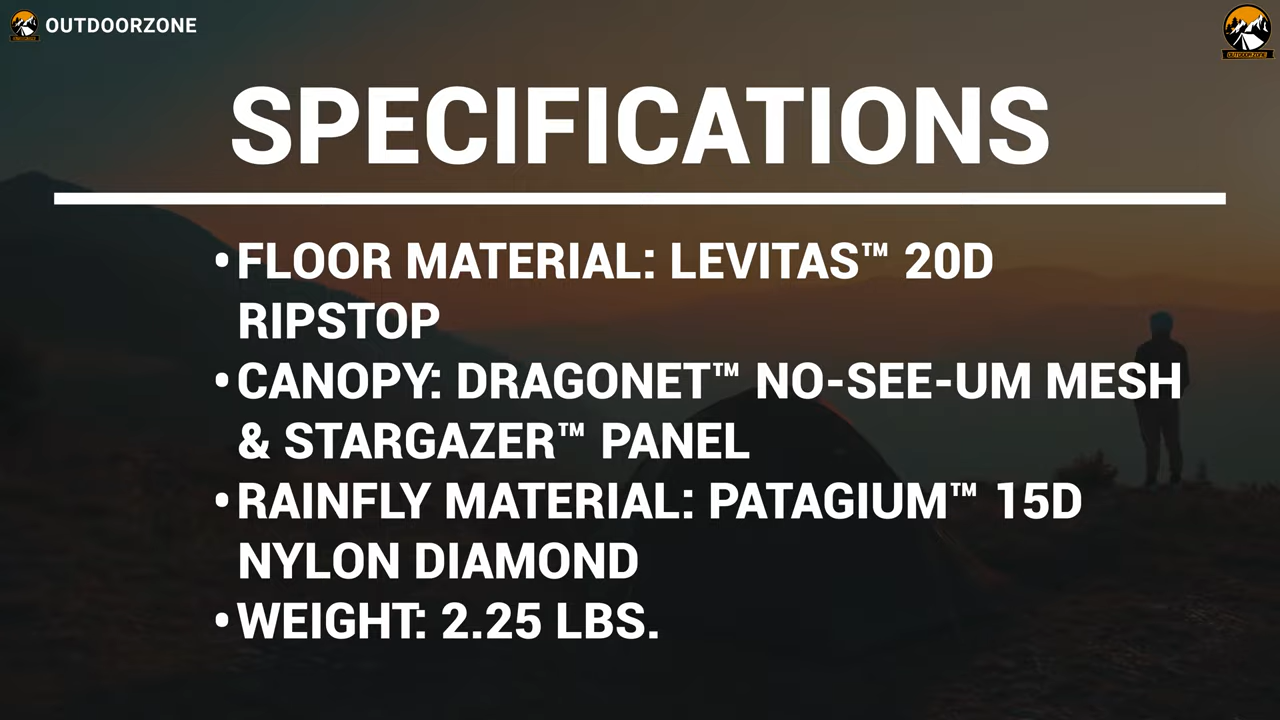 OUTDOORZONE
OUTDOORZONE
SPECIFICATIONS
•FLOOR MATERIAL: LEVITAS™ 20D
RIPSTOP
•CANOPY: DRAGONET™ NO-SEE-UM MESH
& STARGAZER™ PANEL
•RAINFLY MATERIAL: PATAGIUM™ 15D
NYLON DIAMOND
•WEIGHT: 2.25 LBS.